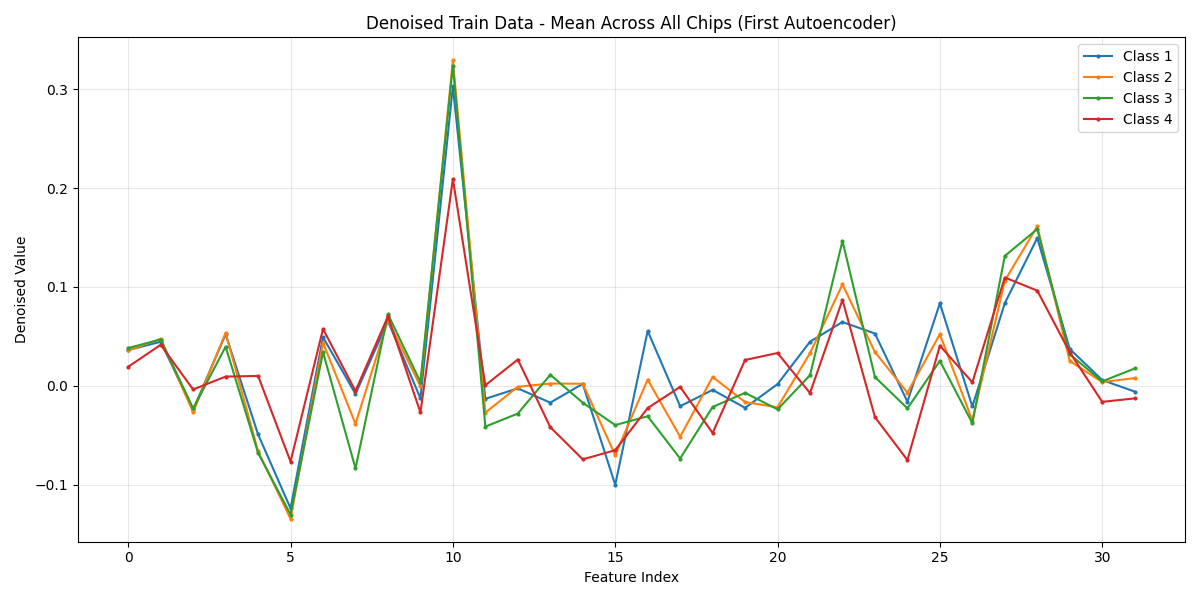 Denoised Train Data - Mean Across All Chips (First Autoencoder)
Class 1
Class 2
Class 3
Class 4
Denoised Value
0.3
0.2
0.1
0.0
−0.1
0
5
10
15
20
25
30
Feature Index